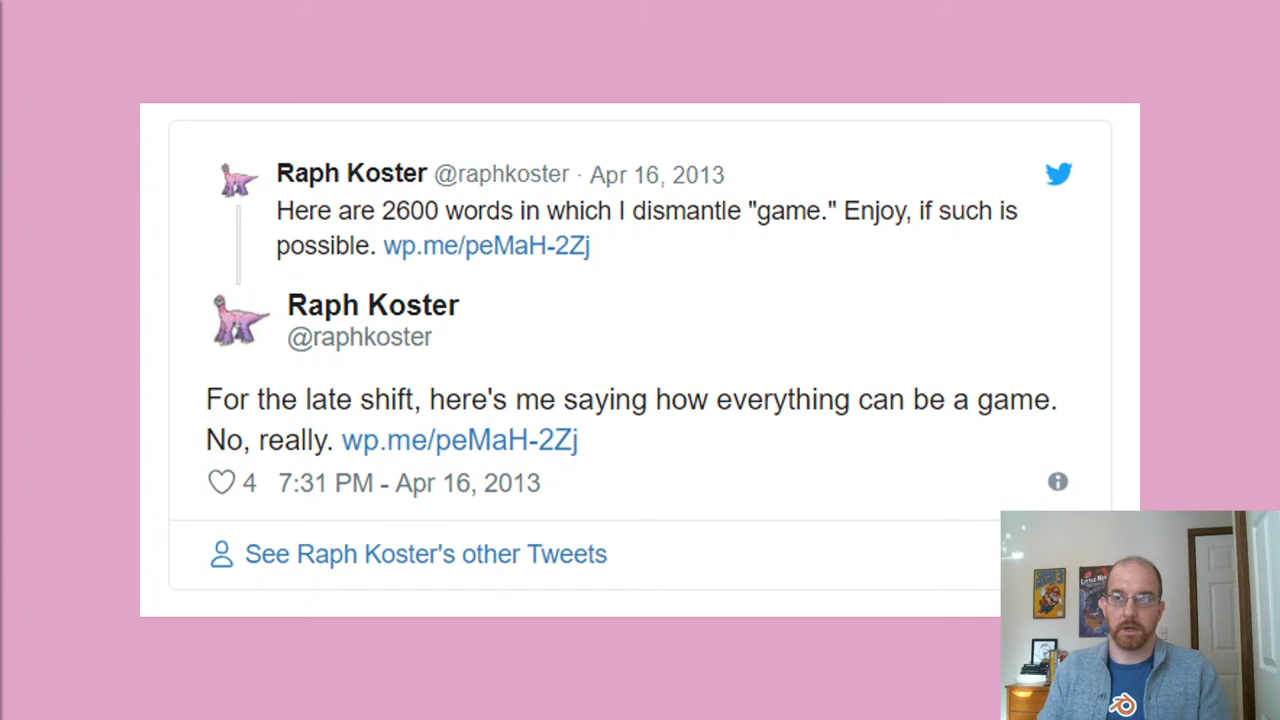 Raph Koster @raphkoster · Apr 16, 2013
Here are 2600 words in which I dismantle "game." Enjoy, if such is
possible. wp.me/peMaH-2Zj
Raph Koster
@raphkoster
For the late shift, here's me saying how everything can be a game.
No, really. wp.me/peMaH-2Zj
4 7:31 PM - Apr 16, 2013
See Raph Koster's other Tweets